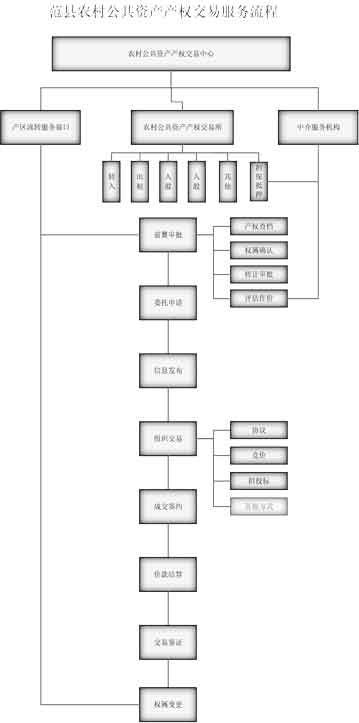 范县农村公共资产产权交易服务流程
农村公共资产产权交易中心
产区流转服务窗口
农村公共资产产权交易所
中介服务机构
转入
出租
入股
入股
其他
担保抵押
前置审批
产权查档
权属确认
转让审批
评估作价
委托申请
信息发布
组织交易
协议
竞价
招投标
其他方式
成交签约
价款结算
交易鉴证
权属变更